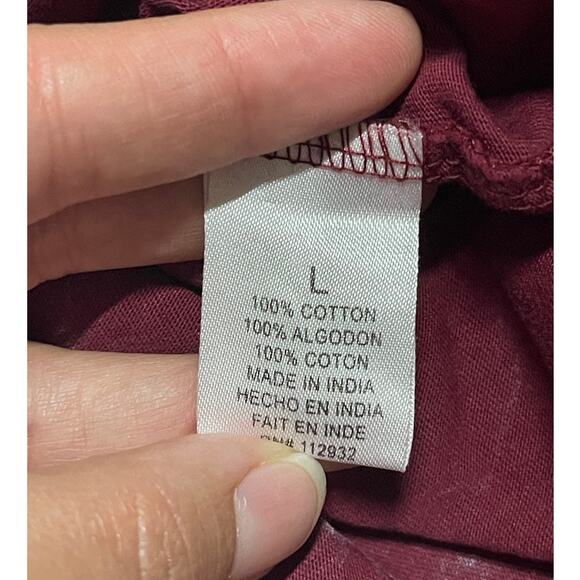 L
100% COTTON
100% ALGODON
100% COTON
MADE IN INDIA
HECHO EN INDIA
FAIT EN INDE
RN# 112932